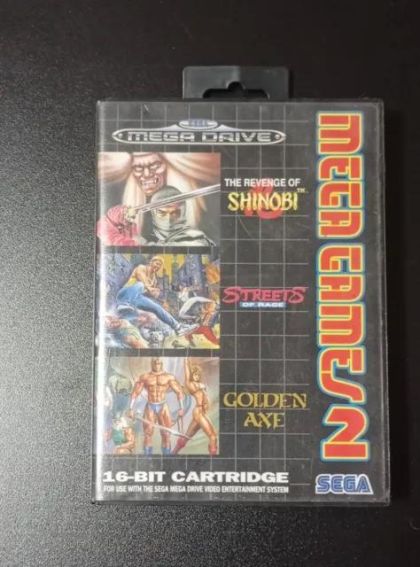 SEGA
MEGA DRIVE
THE REVENGE OF
SHINOBI™
STREETS
OF RAGE
GOLDEN
AXE
MEGA GAMES 2
16-BIT CARTRIDGE
FOR USE WITH THE SEGA MEGA DRIVE VIDEO ENTERTAINMENT SYSTEM
SEGA